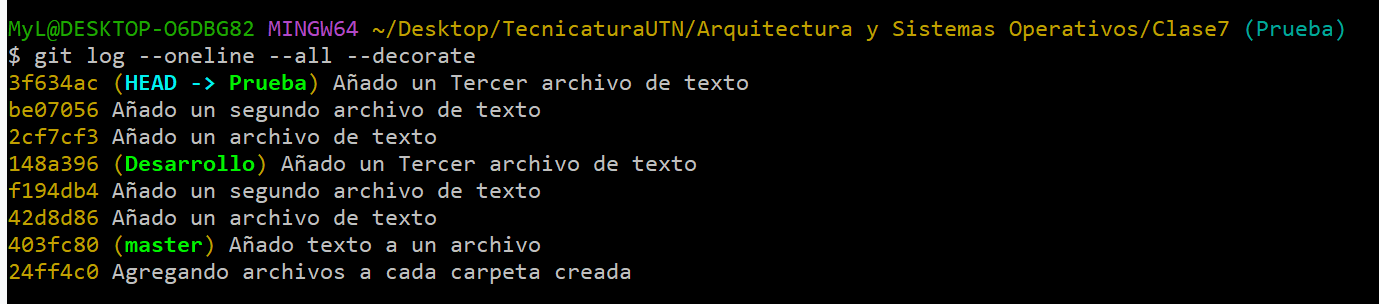 MyL@DESKTOP-O6DBG82 MINGW64 ~/Desktop/TecnicaturaUTN/Arquitectura y Sistemas Operativos/Clase7 (Prueba)
$ git log --oneline --all --decorate
3f634ac (HEAD -> Prueba) Añado un Tercer archivo de texto
be07056 Añado un segundo archivo de texto
2cf7cf3 Añado un archivo de texto
148a396 (Desarrollo) Añado un Tercer archivo de texto
f194db4 Añado un segundo archivo de texto
42d8d86 Añado un archivo de texto
403fc80 (master) Añado texto a un archivo
24ff4c0 Agregando archivos a cada carpeta creada